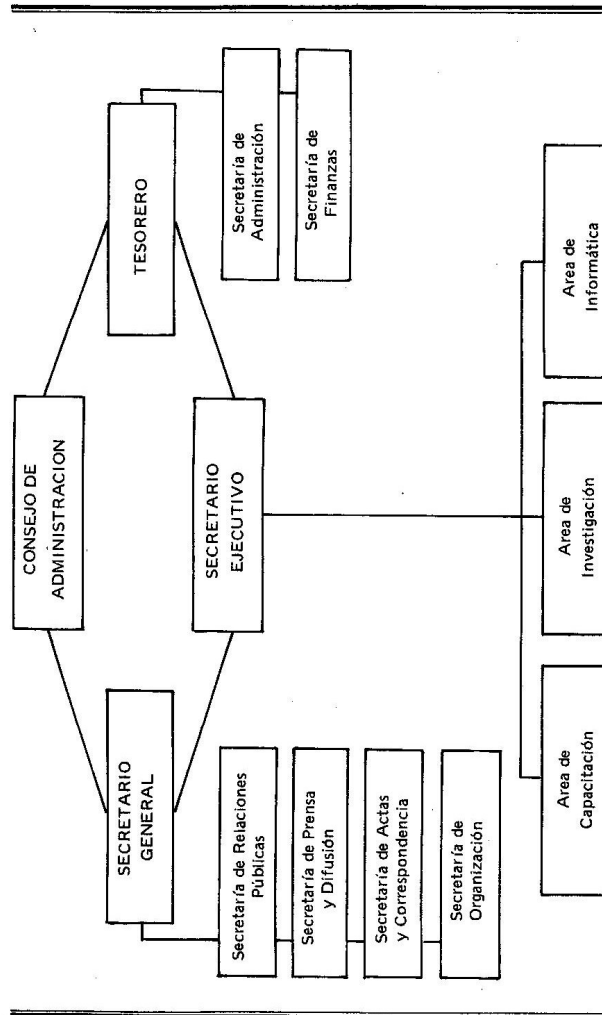 CONSEJO DE
ADMINISTRACION
SECRETARIO
GENERAL
TESORERO
SECRETARIO
EJECUTIVO
Secretaría de Relaciones
Públicas
Secretaría de Prensa
y Difusión
Secretaría de Actas
y Correspondencia
Secretaría de
Organización
Secretaría de
Administración
Secretaría de
Finanzas
Area de
Capacitación
Area de
Investigación
Area de
Informática